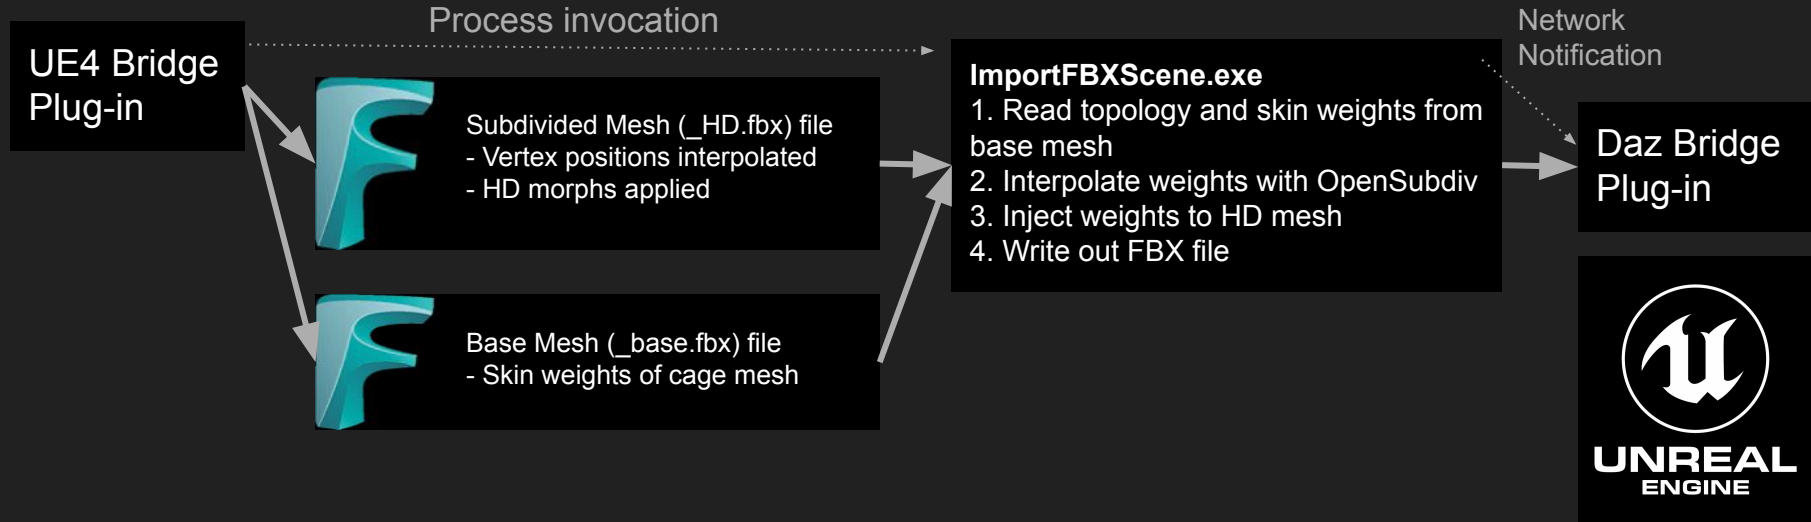 Process invocation
Network
Notification
UE4 Bridge
Plug-in
Subdivided Mesh (_HD.fbx) file
- Vertex positions interpolated
- HD morphs applied
Base Mesh (_base.fbx) file
- Skin weights of cage mesh
ImportFBXScene.exe
1. Read topology and skin weights from
base mesh
2. Interpolate weights with OpenSubdiv
3. Inject weights to HD mesh
4. Write out FBX file
Daz Bridge
Plug-in
UNREAL
ENGINE